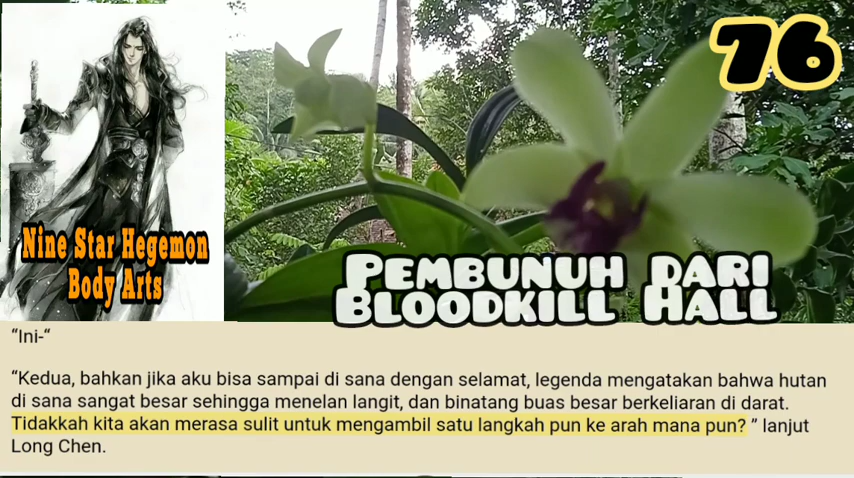 76
Nine Star Hegemon
Body Arts
Pembunuh dari
Bloodkill Hall
“Ini-“
“Kedua, bahkan jika aku bisa sampai di sana dengan selamat, legenda mengatakan bahwa hutan
di sana sangat besar sehingga menelan langit, dan binatang buas besar berkeliaran di darat.
Tidakkah kita akan merasa sulit untuk mengambil satu langkah pun ke arah mana pun? ” lanjut
Long Chen.